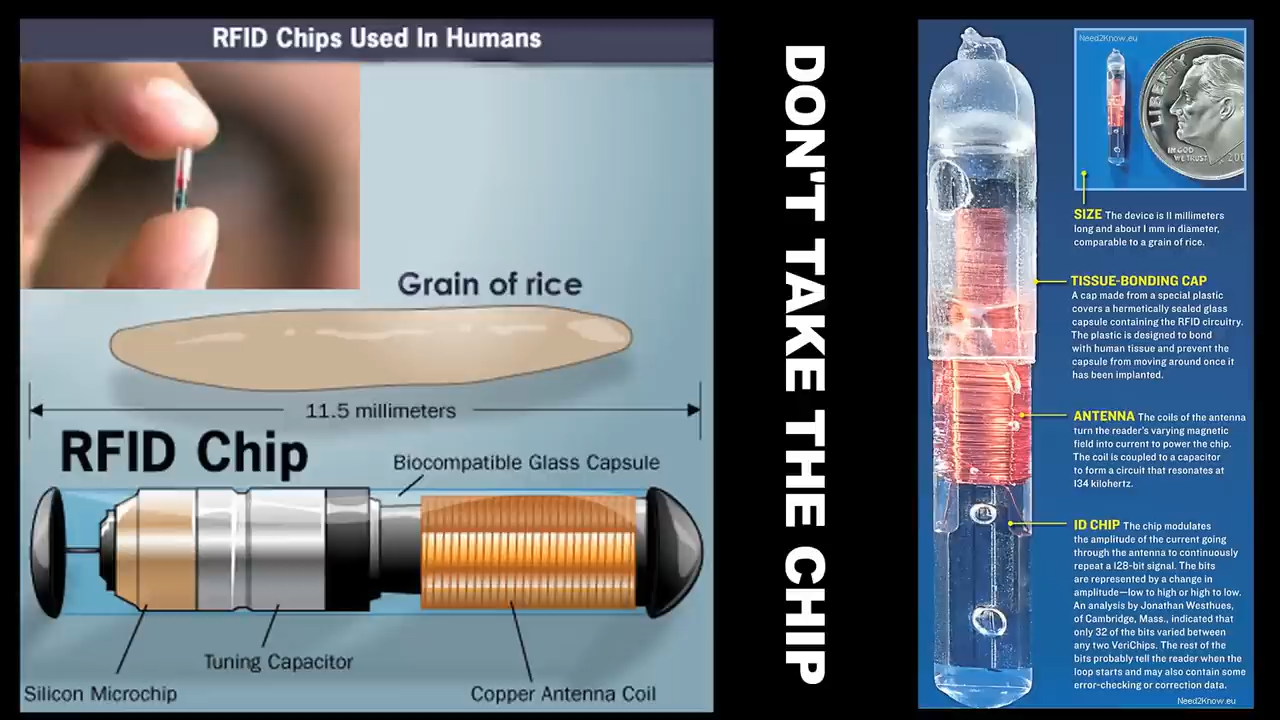 RFID Chips Used In Humans
Grain of rice
11.5 millimeters
RFID Chip
Biocompatible Glass Capsule
Tuning Capacitor
Silicon Microchip
Copper Antenna Coil
DON'T TAKE THE CHIP
Need2Know.eu
LIBERTY
IN GOD
WE TRUST
200
SIZE The device is 11 millimeters
long and about 1 mm in diameter,
comparable to a grain of rice.
TISSUE-BONDING CAP
A cap made from a special plastic
covers a hermetically sealed glass
capsule containing the RFID circuitry.
The plastic is designed to bond
with human tissue and prevent the
capsule from moving around once it
has been implanted.
ANTENNA The coils of the antenna
turn the reader's varying magnetic
field into current to power the chip.
The coil is coupled to a capacitor
to form a circuit that resonates at
134 kilohertz.
ID CHIP The chip modulates
the amplitude of the current going
through the antenna to continuously
repeat a 128-bit signal. The bits
are represented by a change in
amplitude—low to high or high to low.
An analysis by Jonathan Westhues,
of Cambridge, Mass., indicated that
only 32 of the bits varied between
any two VeriChips. The rest of the
bits probably tell the reader when the
loop starts and may also contain some
error-checking or correction data.
Need2Know.eu